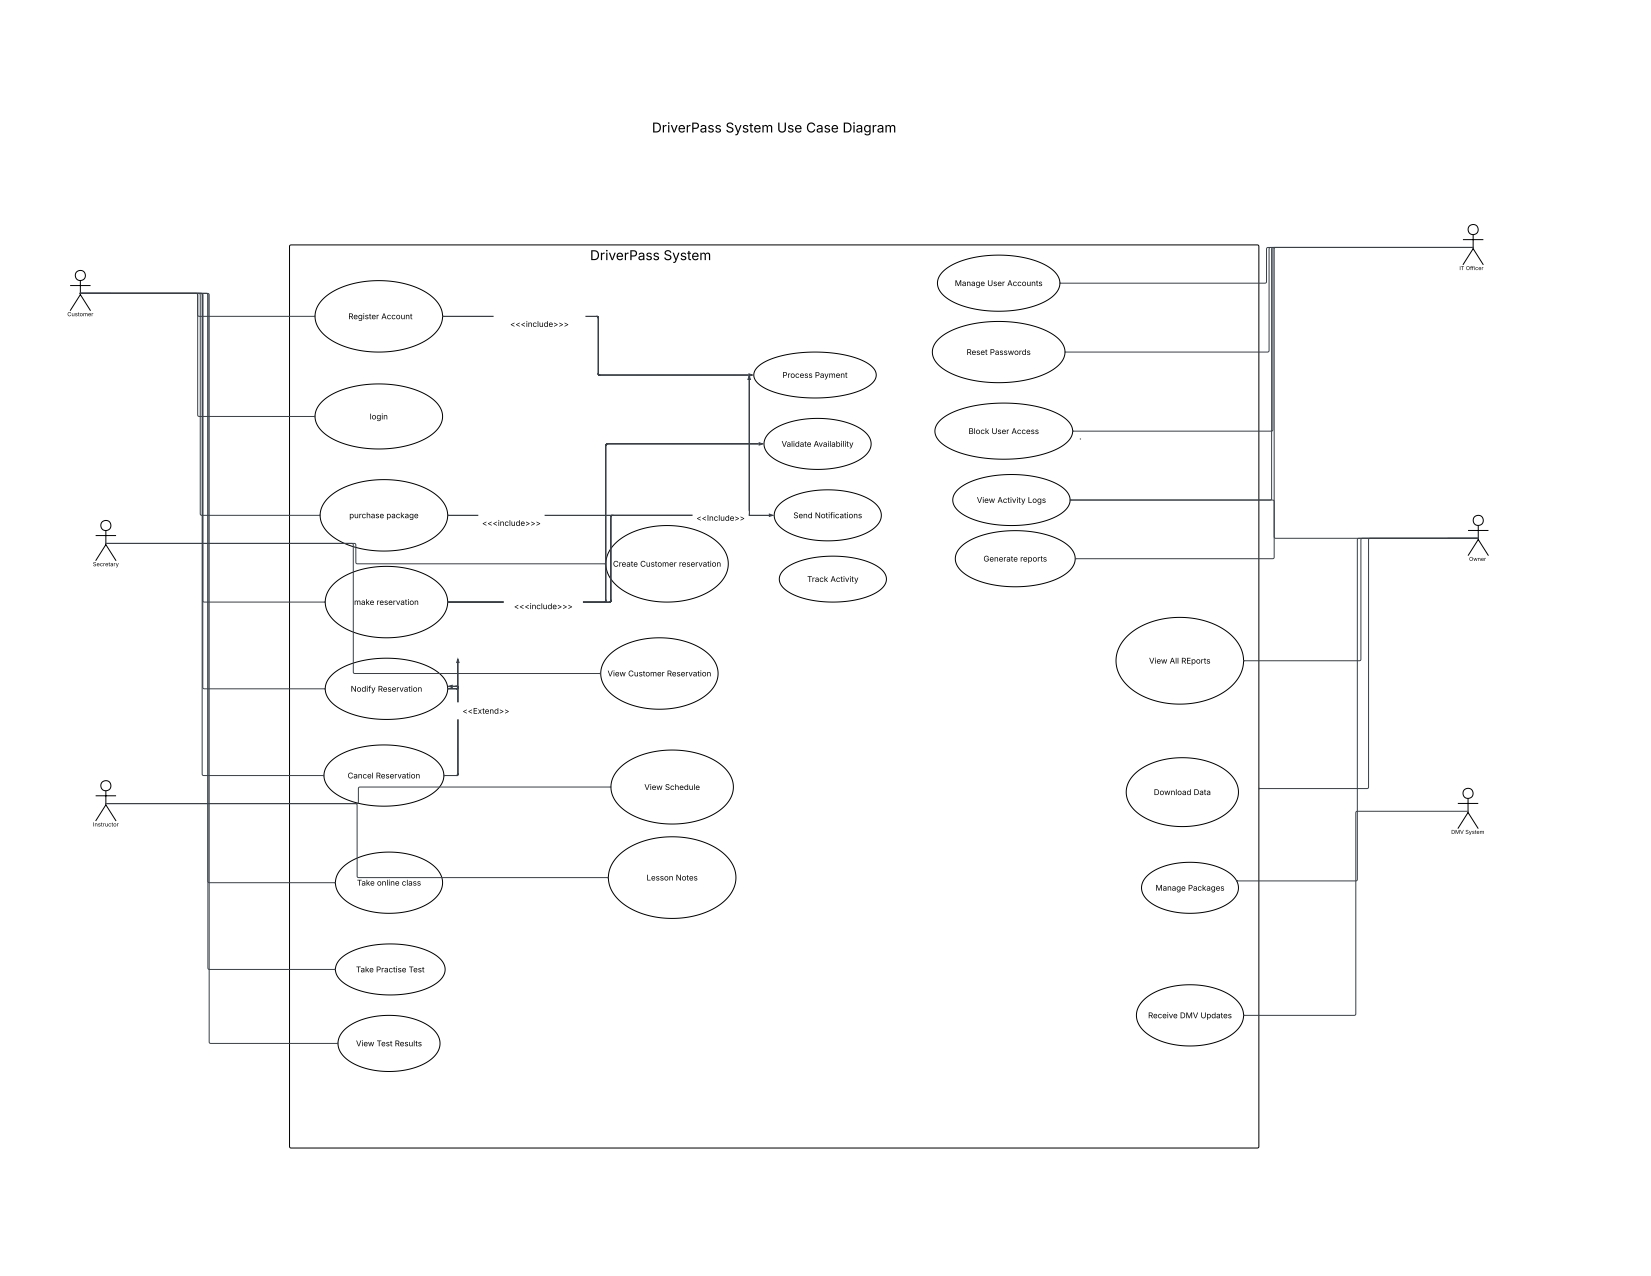 DriverPass System Use Case Diagram
DriverPass System
Customer
Secretary
Instructor
IT Officer
Owner
DMV System
Register Account
login
purchase package
make reservation
Nodify Reservation
Cancel Reservation
Take online class
Take Practise Test
View Test Results
<<<include>>>
<<<include>>>
<<<include>>>
<<Include>>
<<Extend>>
Create Customer reservation
View Customer Reservation
View Schedule
Lesson Notes
Process Payment
Validate Availability
Send Notifications
Track Activity
Manage User Accounts
Reset Passwords
Block User Access
View Activity Logs
Generate reports
View All REports
Download Data
Manage Packages
Receive DMV Updates